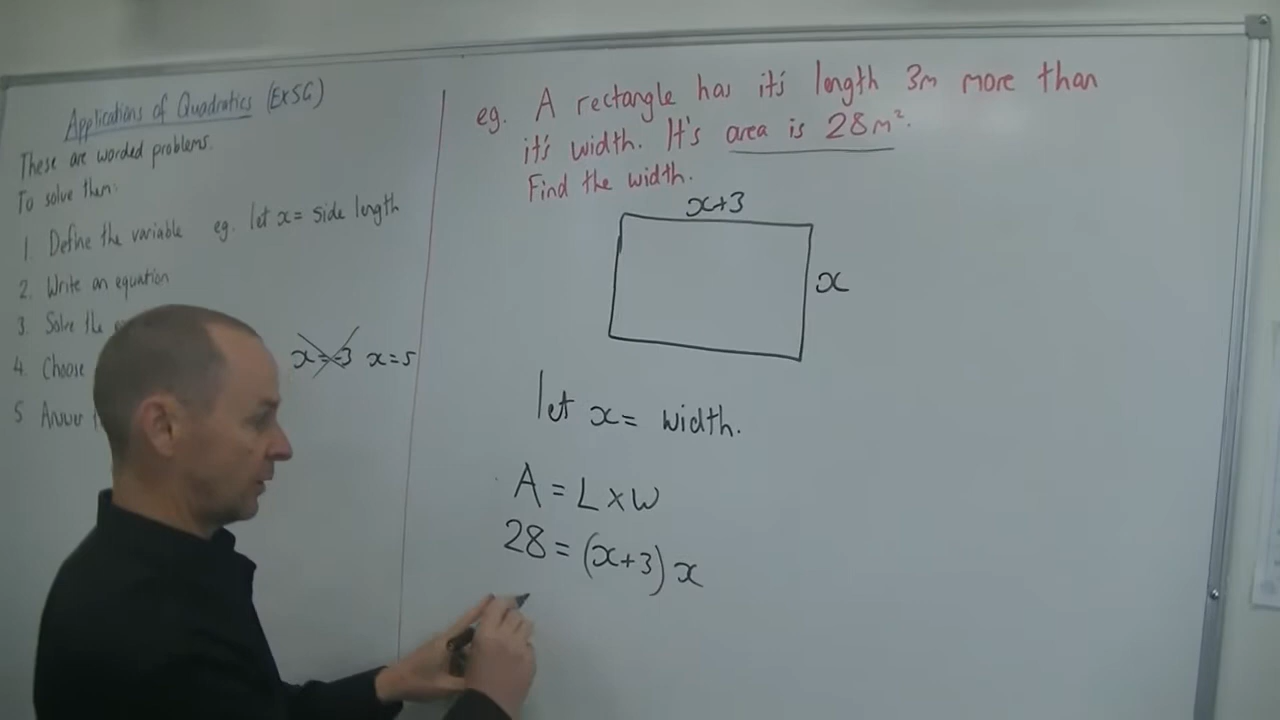 Applications of Quadratics (Ex5G)
These are worded problems.
To solve them:
1 Define the variable eg. let x = side length
2. Write an equation
3. Solve the
4. Choose
x=-3 x=5
5 Answer
eg. A rectangle has it's length 3m more than
it's width. It's area is 28m².
Find the width.
x+3
x
let x = width.
A = L×W
28 = (x+3)x